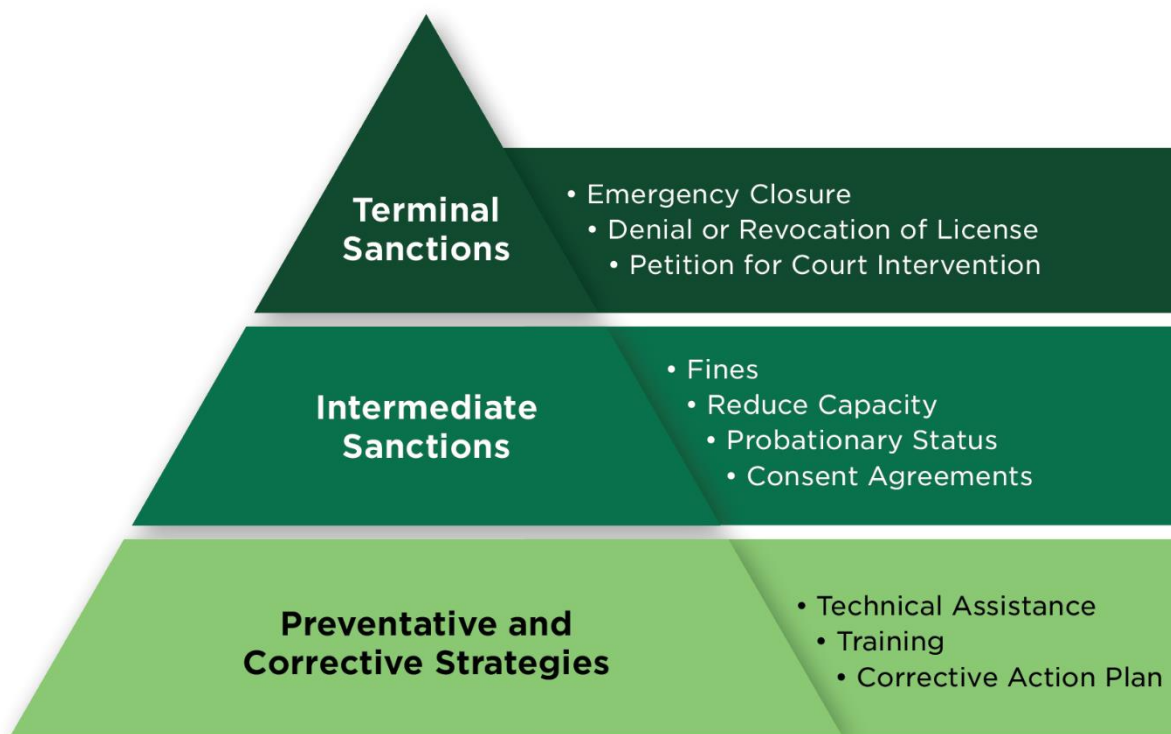 Terminal
Sanctions
• Emergency Closure
• Denial or Revocation of License
• Petition for Court Intervention
Intermediate
Sanctions
• Fines
• Reduce Capacity
• Probationary Status
• Consent Agreements
Preventative and
Corrective Strategies
• Technical Assistance
• Training
• Corrective Action Plan